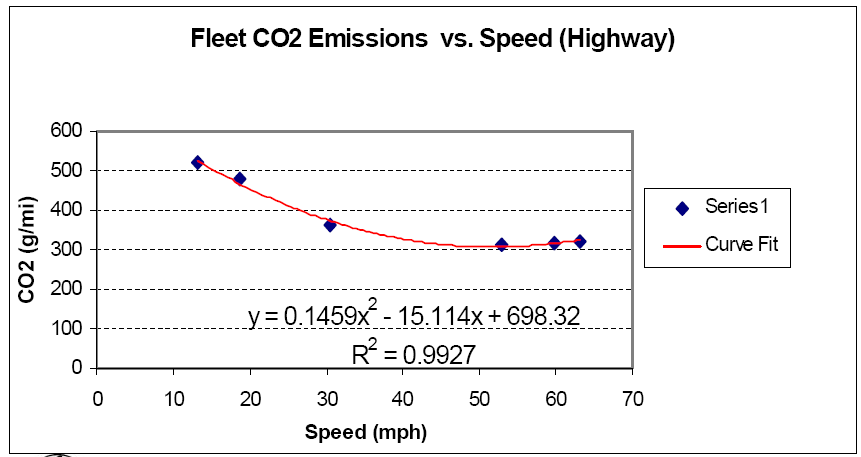 Fleet CO2 Emissions vs. Speed (Highway)
600
500
400
300
200
100
0
CO2 (g/mi)
y = 0.1459x² - 15.114x + 698.32
R² = 0.9927
0 10 20 30 40 50 60 70
Speed (mph)
Series1
Curve Fit